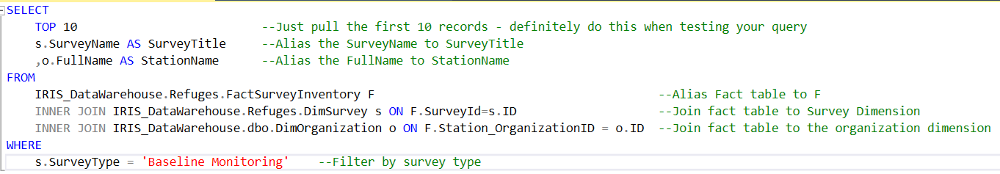 SELECT
TOP 10 --Just pull the first 10 records - definitely do this when testing your query
s.SurveyName AS SurveyTitle --Alias the SurveyName to SurveyTitle
,o.FullName AS StationName --Alias the FullName to StationName
FROM
IRIS_DataWarehouse.Refuges.FactSurveyInventory F --Alias Fact table to F
INNER JOIN IRIS_DataWarehouse.Refuges.DimSurvey s ON F.SurveyId=s.ID --Join fact table to Survey Dimension
INNER JOIN IRIS_DataWarehouse.dbo.DimOrganization o ON F.Station_OrganizationID = o.ID --Join fact table to the organization dimension
WHERE
s.SurveyType = 'Baseline Monitoring' --Filter by survey type